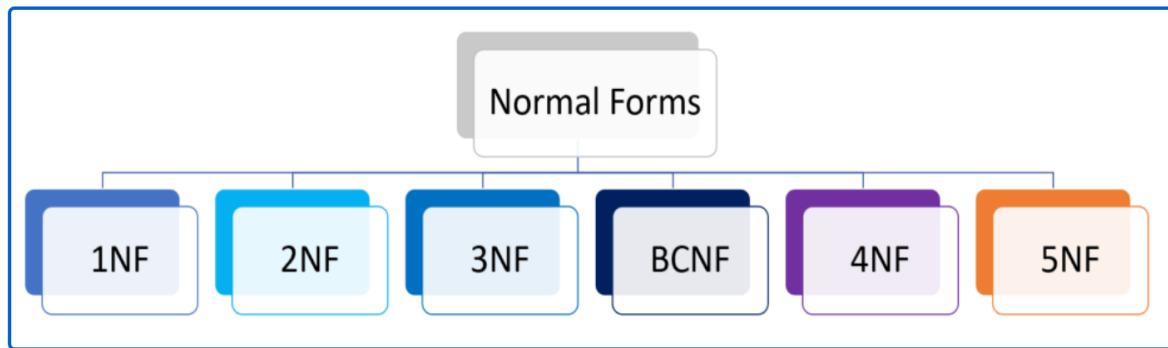 Normal Forms
1NF
2NF
3NF
BCNF
4NF
5NF